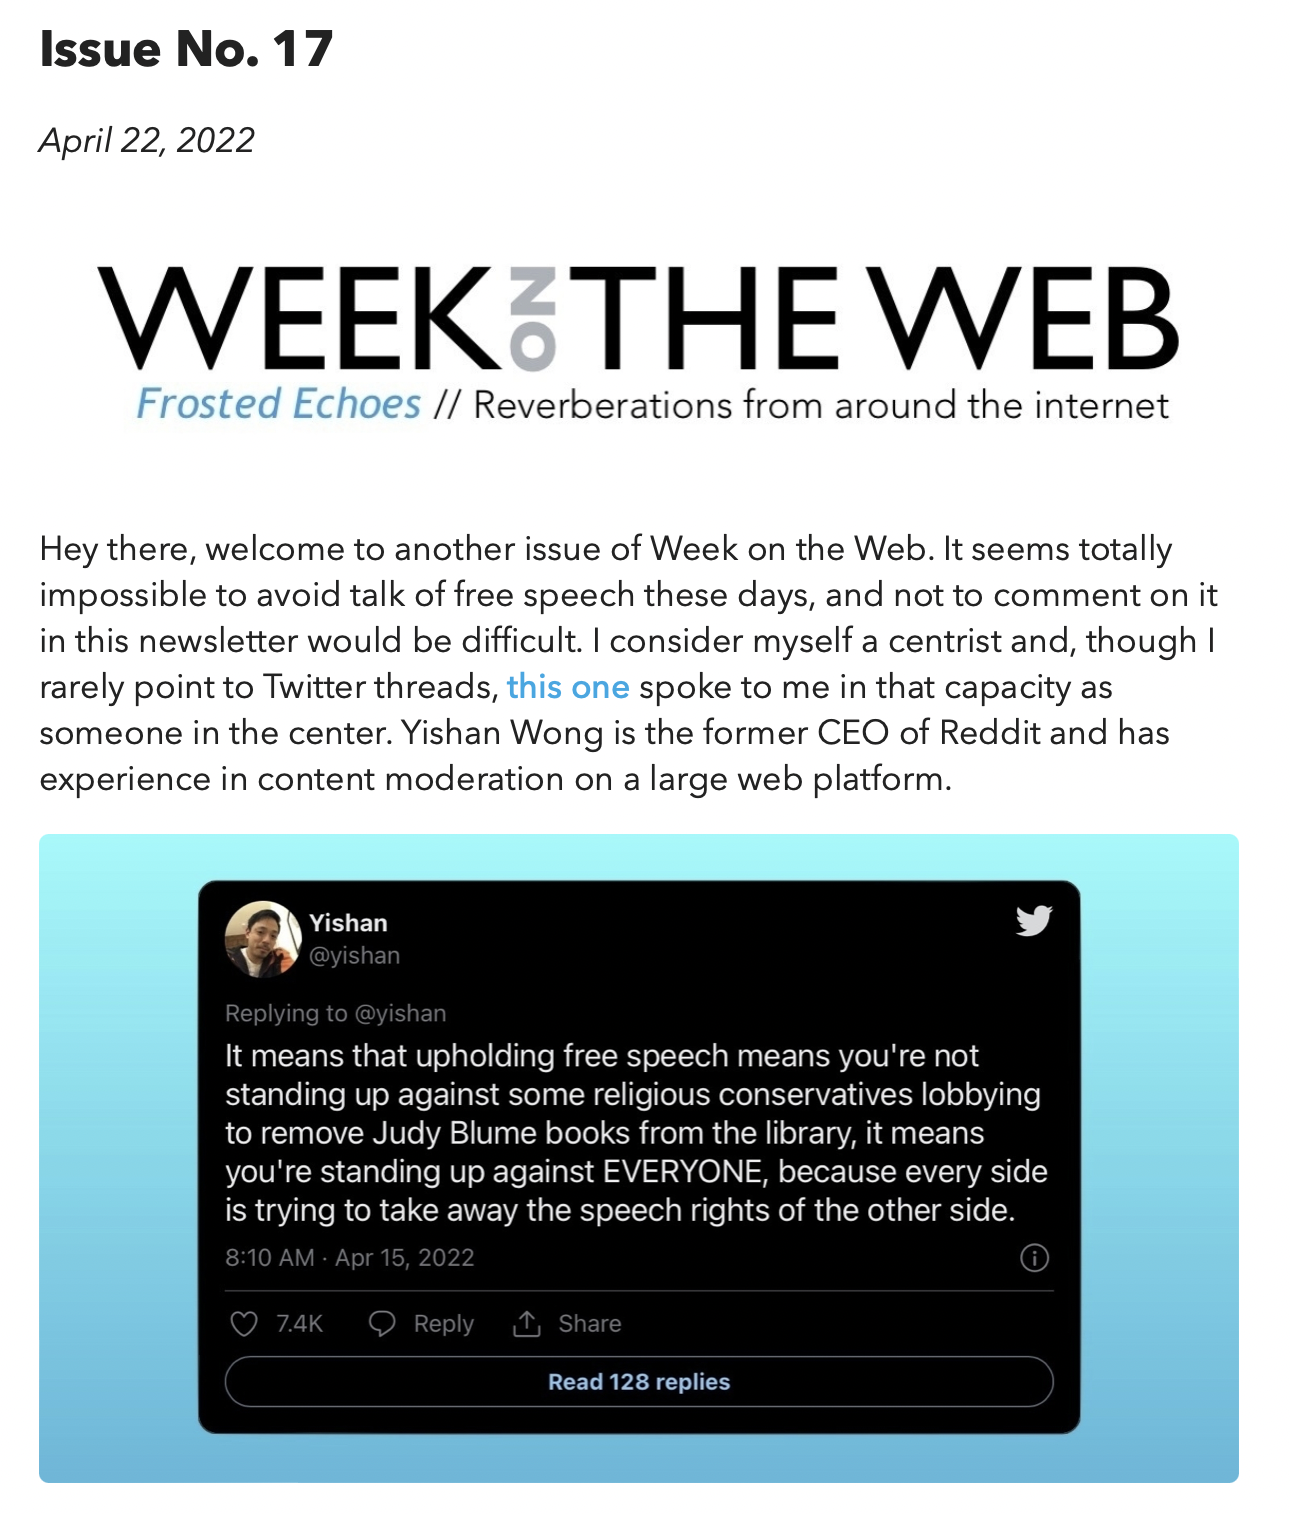 Issue No. 17
April 22, 2022
WEEK ON THE WEB
Frosted Echoes // Reverberations from around the internet
Hey there, welcome to another issue of Week on the Web. It seems totally
impossible to avoid talk of free speech these days, and not to comment on it
in this newsletter would be difficult. I consider myself a centrist and, though I
rarely point to Twitter threads, this one spoke to me in that capacity as
someone in the center. Yishan Wong is the former CEO of Reddit and has
experience in content moderation on a large web platform.
Yishan
@yishan
Replying to @yishan
It means that upholding free speech means you're not
standing up against some religious conservatives lobbying
to remove Judy Blume books from the library, it means
you're standing up against EVERYONE, because every side
is trying to take away the speech rights of the other side.
8:10 AM · Apr 15, 2022
7.4K Reply Share
Read 128 replies